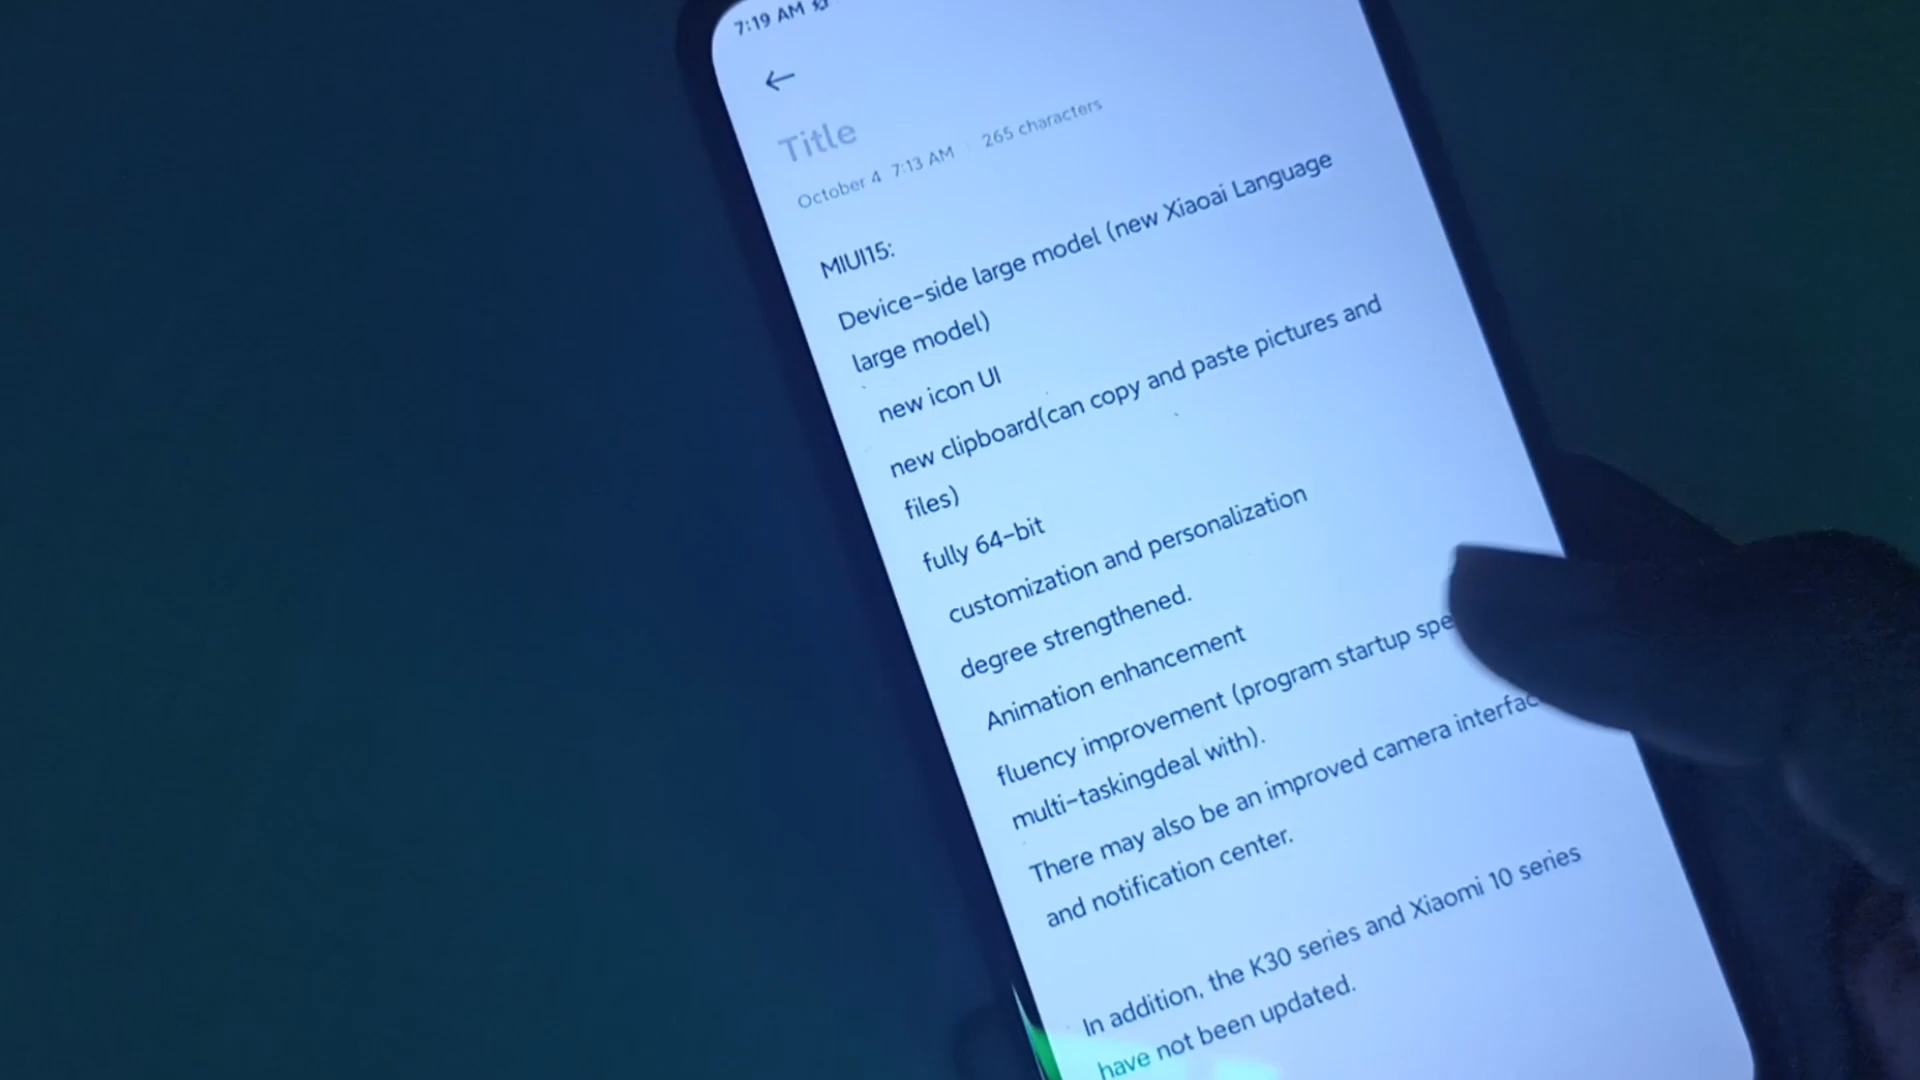 7:19 AM
Title
October 4 7:13 AM | 265 characters
MIUI15:
Device-side large model (new Xiaoai Language
large model)
new icon UI
new clipboard(can copy and paste pictures and
files)
fully 64-bit
customization and personalization
degree strengthened.
Animation enhancement
fluency improvement (program startup spe
multi-taskingdeal with).
There may also be an improved camera interfac
and notification center.
In addition, the K30 series and Xiaomi 10 series
have not been updated.